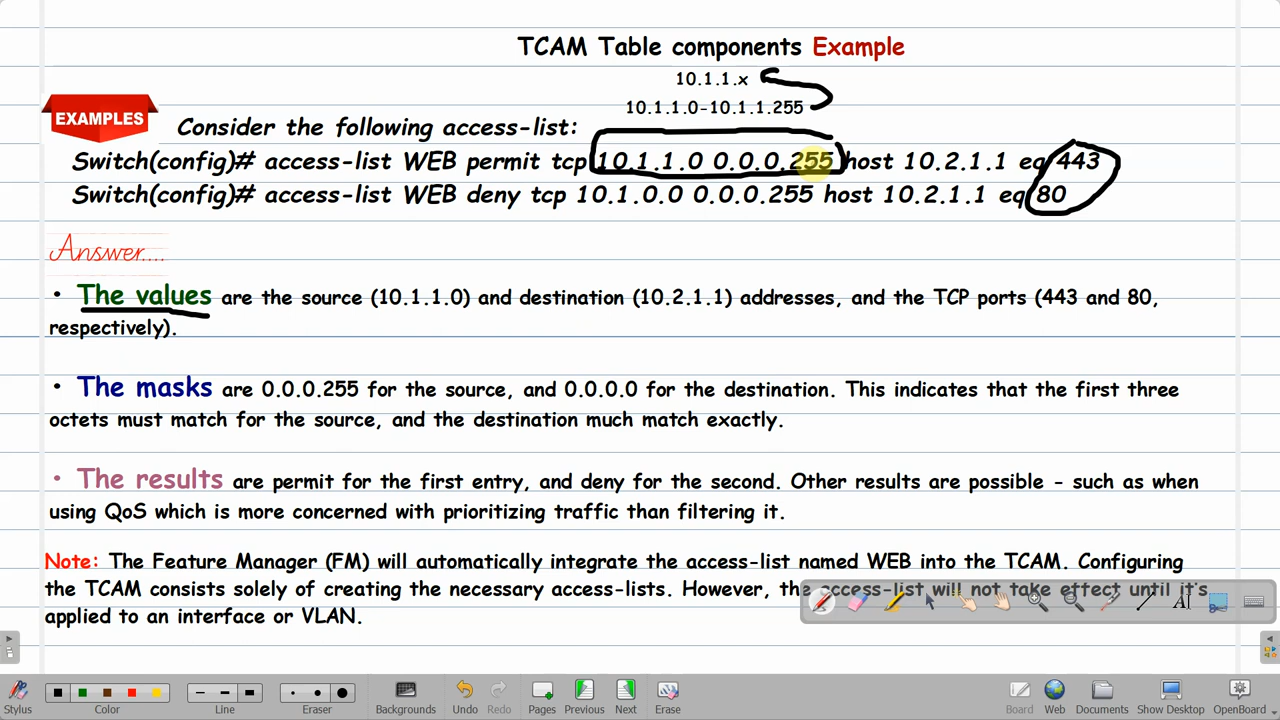 TCAM Table components Example
10.1.1.x
10.1.1.0-10.1.1.255
EXAMPLES
Consider the following access-list:
Switch(config)# access-list WEB permit tcp 10.1.1.0 0.0.0.255 host 10.2.1.1 eq 443
Switch(config)# access-list WEB deny tcp 10.1.0.0 0.0.0.255 host 10.2.1.1 eq 80
Answer....
• The values are the source (10.1.1.0) and destination (10.2.1.1) addresses, and the TCP ports (443 and 80,
respectively).
• The masks are 0.0.0.255 for the source, and 0.0.0.0 for the destination. This indicates that the first three
octets must match for the source, and the destination much match exactly.
• The results are permit for the first entry, and deny for the second. Other results are possible - such as when
using QoS which is more concerned with prioritizing traffic than filtering it.
Note: The Feature Manager (FM) will automatically integrate the access-list named WEB into the TCAM. Configuring
the TCAM consists solely of creating the necessary access-lists. However, the access-list will not take effect until it's
applied to an interface or VLAN.
Stylus Color Line Eraser Backgrounds Undo Redo Pages Previous Next Erase Board Web Documents Show Desktop OpenBoard